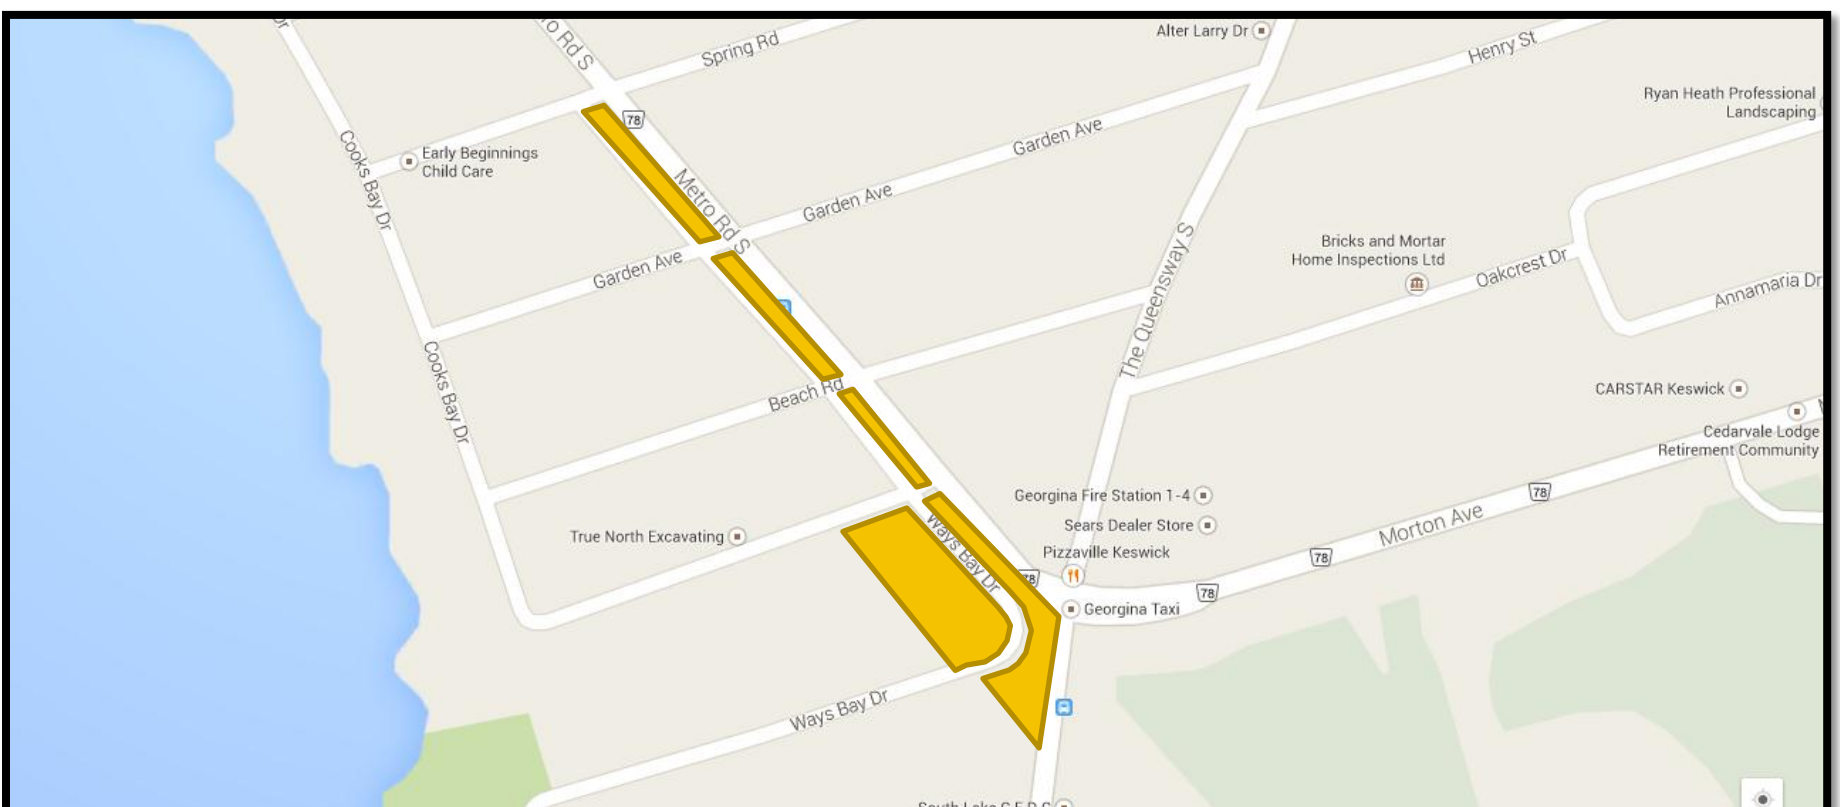 Dr
ro Rd S
Spring Rd
Alter Larry Dr
Henry St
Ryan Heath Professional
Landscaping
78
Early Beginnings
Child Care
Cooks Bay Dr
Metro Rd S
Garden Ave
Garden Ave
Garden Ave
The Queensway S
Bricks and Mortar
Home Inspections Ltd
Oakcrest Dr
Annamaria Dr
Cooks Bay Dr
Beach Rd
CARSTAR Keswick
Cedarvale Lodge
Retirement Community
Georgina Fire Station 1-4
78
Sears Dealer Store
Morton Ave
True North Excavating
Ways Bay Dr
Pizzaville Keswick
78
78
78
Georgina Taxi
Ways Bay Dr